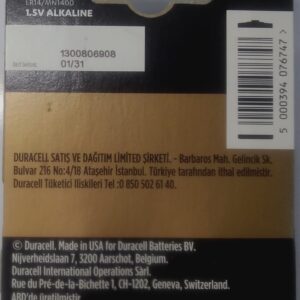 LR14/MN1400
1.5V ALKALINE
1300806908
01/31
5 000394 076747
DURACELL SATIS VE DAĞITIM LİMİTED ŞİRKETİ. - Barbaros Mah. Gelincik Sk.
Bulvar 216 No:4/18 Ataşehir İstanbul. Türkiye tarafından ithal edilmiştir.
Duracell Tüketici İliskileri Tel :0 850 502 61 40.
© Duracell. Made in USA for Duracell Batteries BV.
Nijverheidslaan 7, 3200 Aarschot, Belgium.
Duracell International Operations Sàrl.
Rue du Pré-de-la-Bichette 1, CH-1202, Geneva, Switzerland.
ABD'de üretilmiştir.